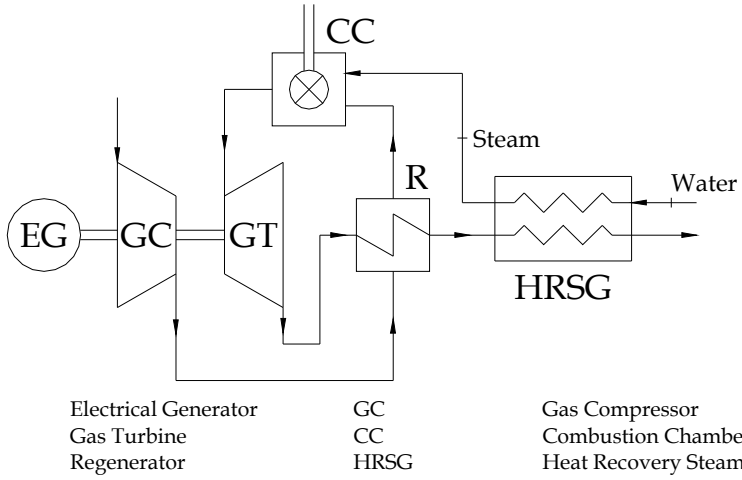 CC
Steam
R
Water
EG
GC
GT
HRSG
Electrical Generator GC Gas Compressor
Gas Turbine CC Combustion Chambe
Regenerator HRSG Heat Recovery Steam